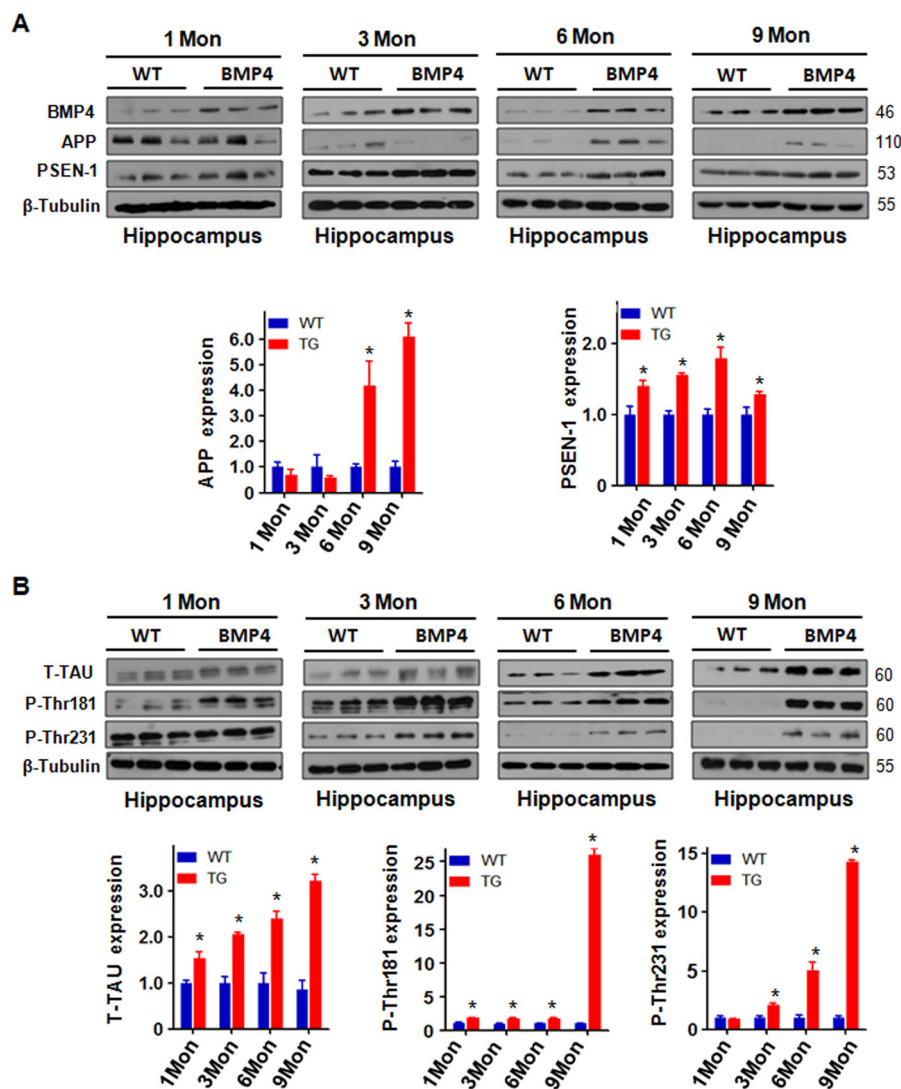 A
1 Mon 3 Mon 6 Mon 9 Mon
WT BMP4 WT BMP4 WT BMP4 WT BMP4
BMP4 46
APP 110
PSEN-1 53
β-Tubulin 55
Hippocampus Hippocampus Hippocampus Hippocampus
APP expression
WT
TG
6.0
5.0
4.0
3.0
2.0
1.0
0
* *
1 Mon 3 Mon 6 Mon 9 Mon
PSEN-1 expression
WT
TG
2.0
1.0
0
* * * *
1 Mon 3 Mon 6 Mon 9 Mon
B
1 Mon 3 Mon 6 Mon 9 Mon
WT BMP4 WT BMP4 WT BMP4 WT BMP4
T-TAU 60
P-Thr181 60
P-Thr231 60
β-Tubulin 55
Hippocampus Hippocampus Hippocampus Hippocampus
T-TAU expression
WT
TG
3.0
2.0
1.0
0
* * * *
1Mon 3Mon 6Mon 9Mon
P-Thr181 expression
WT
TG
25
20
15
10
5
0
* * * *
1Mon 3Mon 6Mon 9Mon
P-Thr231 expression
WT
TG
15
10
5
0
* * *
1Mon 3Mon 6Mon 9Mon